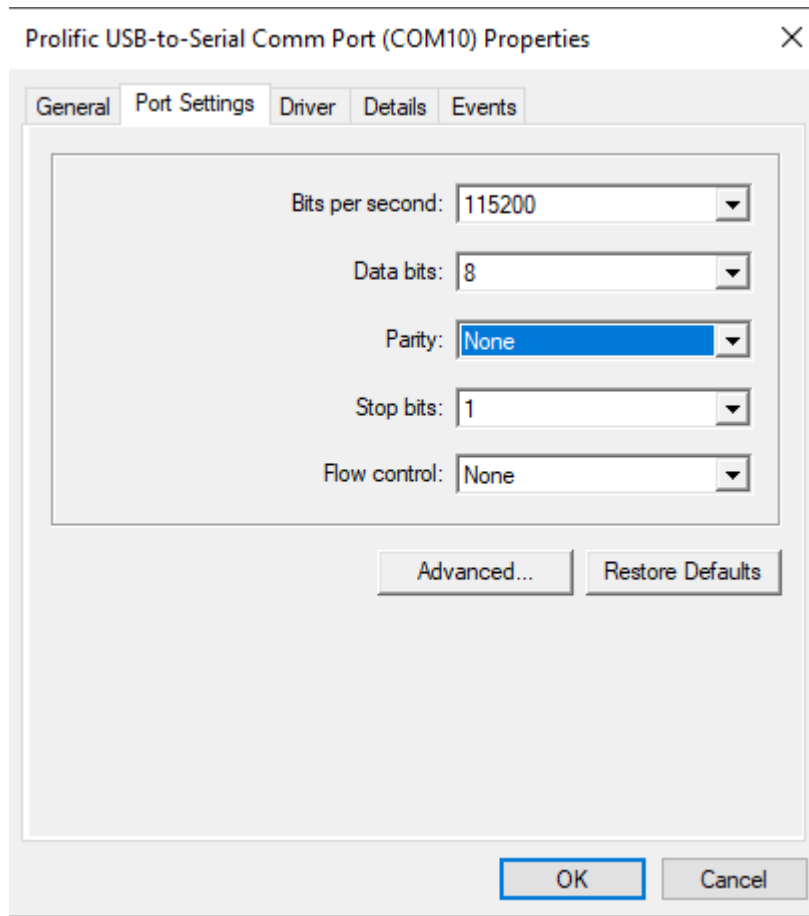 Prolific USB-to-Serial Comm Port (COM10) Properties
General Port Settings Driver Details Events
Bits per second: 115200
Data bits: 8
Parity: None
Stop bits: 1
Flow control: None
Advanced... Restore Defaults
OK Cancel